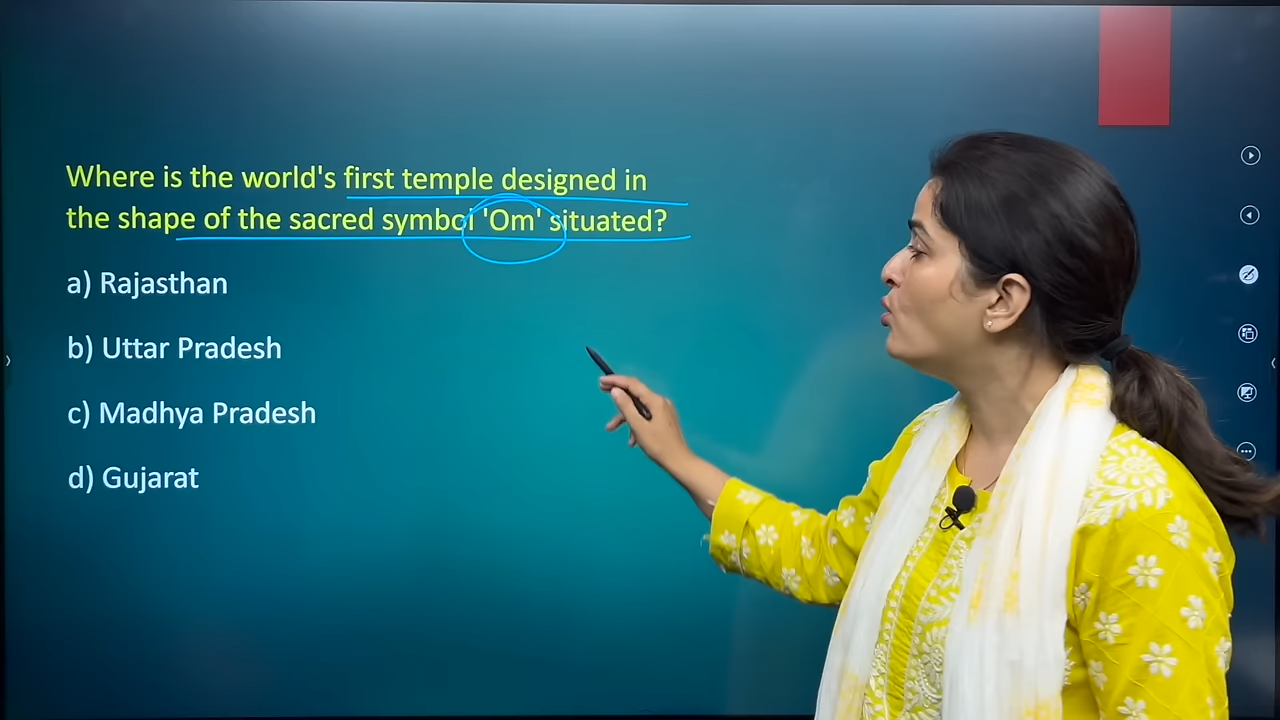 Where is the world's first temple designed in
the shape of the sacred symbol 'Om' situated?
a) Rajasthan
b) Uttar Pradesh
c) Madhya Pradesh
d) Gujarat